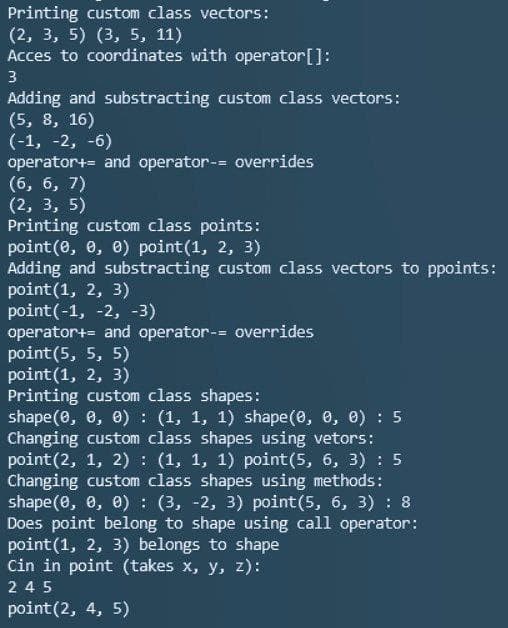 Printing custom class vectors:
(2, 3, 5) (3, 5, 11)
Acces to coordinates with operator[]:
3
Adding and substracting custom class vectors:
(5, 8, 16)
(-1, -2, -6)
operator+= and operator-= overrides
(6, 6, 7)
(2, 3, 5)
Printing custom class points:
point(0, 0, 0) point(1, 2, 3)
Adding and substracting custom class vectors to ppoints:
point(1, 2, 3)
point(-1, -2, -3)
operator+= and operator-= overrides
point(5, 5, 5)
point(1, 2, 3)
Printing custom class shapes:
shape(0, 0, 0) : (1, 1, 1) shape(0, 0, 0) : 5
Changing custom class shapes using vetors:
point(2, 1, 2) : (1, 1, 1) point(5, 6, 3) : 5
Changing custom class shapes using methods:
shape(0, 0, 0) : (3, -2, 3) point(5, 6, 3) : 8
Does point belong to shape using call operator:
point(1, 2, 3) belongs to shape
Cin in point (takes x, y, z):
2 4 5
point(2, 4, 5)